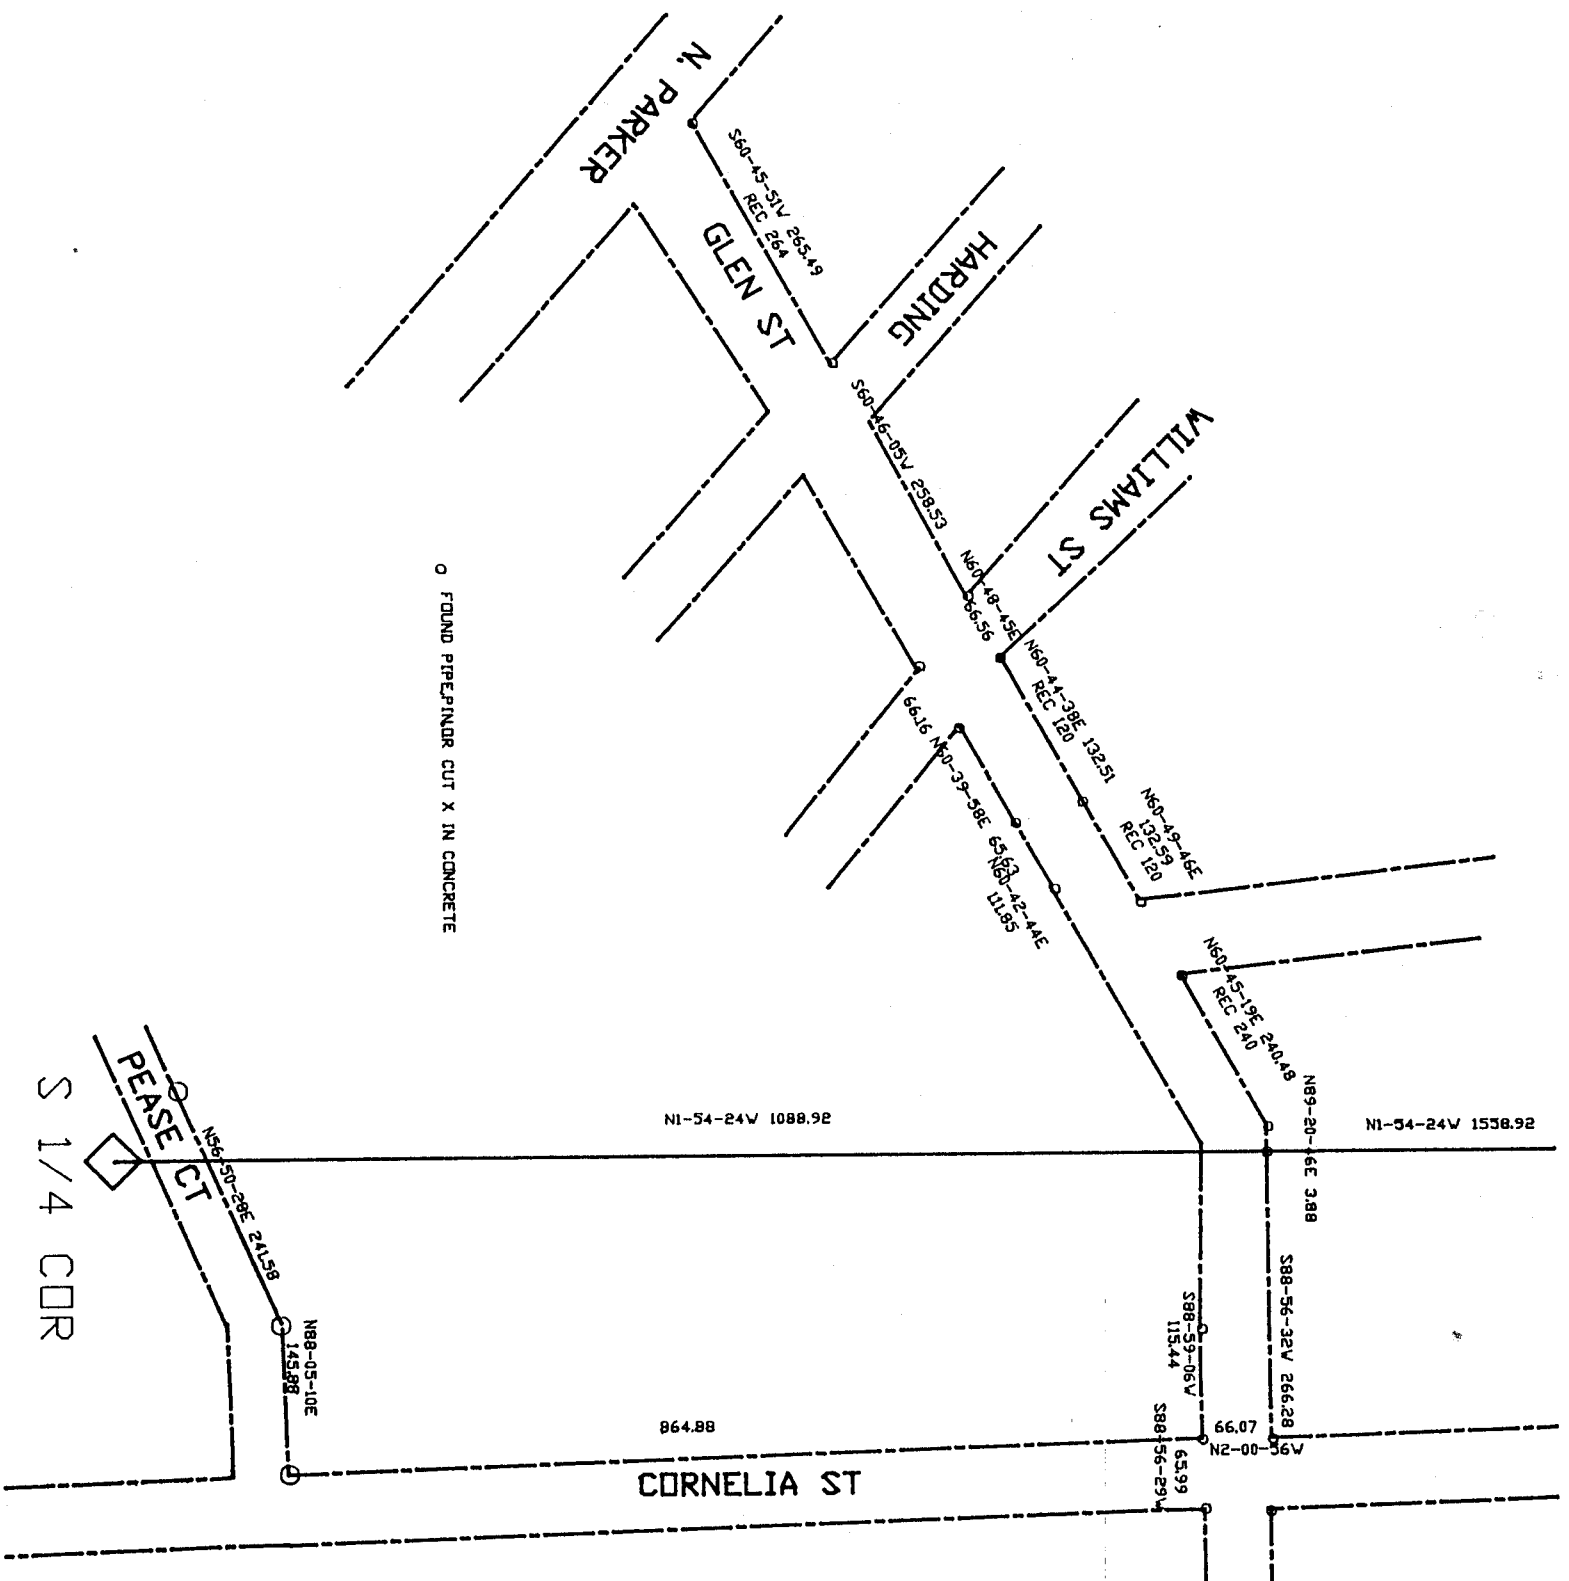 N. PARKER
S60-45-51W 265.49
REC 264
GLEN ST
HARDING
S60-46-05W 258.53
WILLIAMS ST
N60-48-45E
66.56
N60-44-38E 132.51
REC 120
N60-49-46E
132.59
REC 120
66.16 N60-39-58E 65.63
N60-42-44E
111.85
N60-45-19E 240.48
REC 240
O FOUND PIPE,PIN,OR CUT X IN CONCRETE
N89-20-46E 3.88
N1-54-24W 1088.92
N1-54-24W 1558.92
PEASE CT
S 1/4 COR
N56-50-28E 241.58
N88-05-10E
145.88
S88-56-32W 266.28
S88-59-06W
115.44
864.88
66.07
N2-00-36W
65.99
S88-56-29W
CORNELIA ST